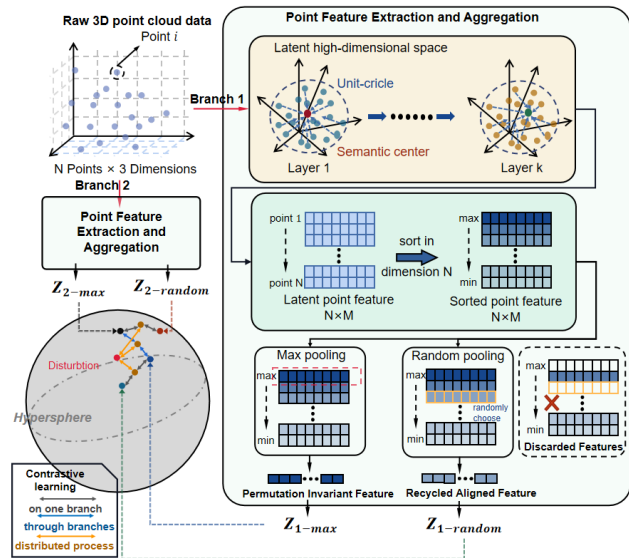 Raw 3D point cloud data
Point i
N Points × 3 Dimensions
Branch 1
Branch 2
Point Feature
Extraction and
Aggregation
Z2−max
Z2−random
Disturbtion
Hypersphere
Contrastive
learning
on one branch
through branches
distributed process
Point Feature Extraction and Aggregation
Latent high-dimensional space
Unit-cricle
Semantic center
Layer 1
Layer k
point 1
point N
Latent point feature
N×M
sort in
dimension N
max
min
Sorted point feature
N×M
Max pooling
max
min
Random pooling
max
randomly
choose
min
max
min
Discarded Features
Permutation Invariant Feature
Recycled Aligned Feature
Z1−max
Z1−random